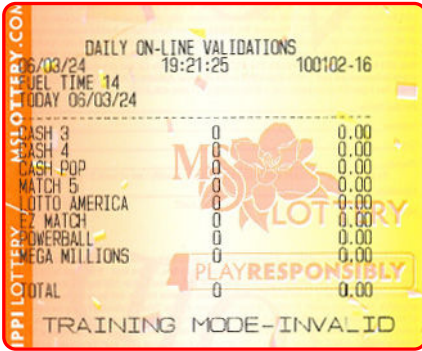 DAILY ON-LINE VALIDATIONS
06/03/24 19:21:25 100102-16
FUEL TIME 14
TODAY 06/03/24
CASH 3 0 0.00
CASH 4 0 0.00
CASH POP 0 0.00
MATCH 5 0 0.00
LOTTO AMERICA 0 0.00
EZ MATCH 0 0.00
POWERBALL 0 0.00
MEGA MILLIONS 0 0.00
TOTAL 0 0.00
TRAINING MODE-INVALID
MS
LOTTERY
PLAYRESPONSIBLY
IPPI LOTTERY / MSLOTTERY.COM